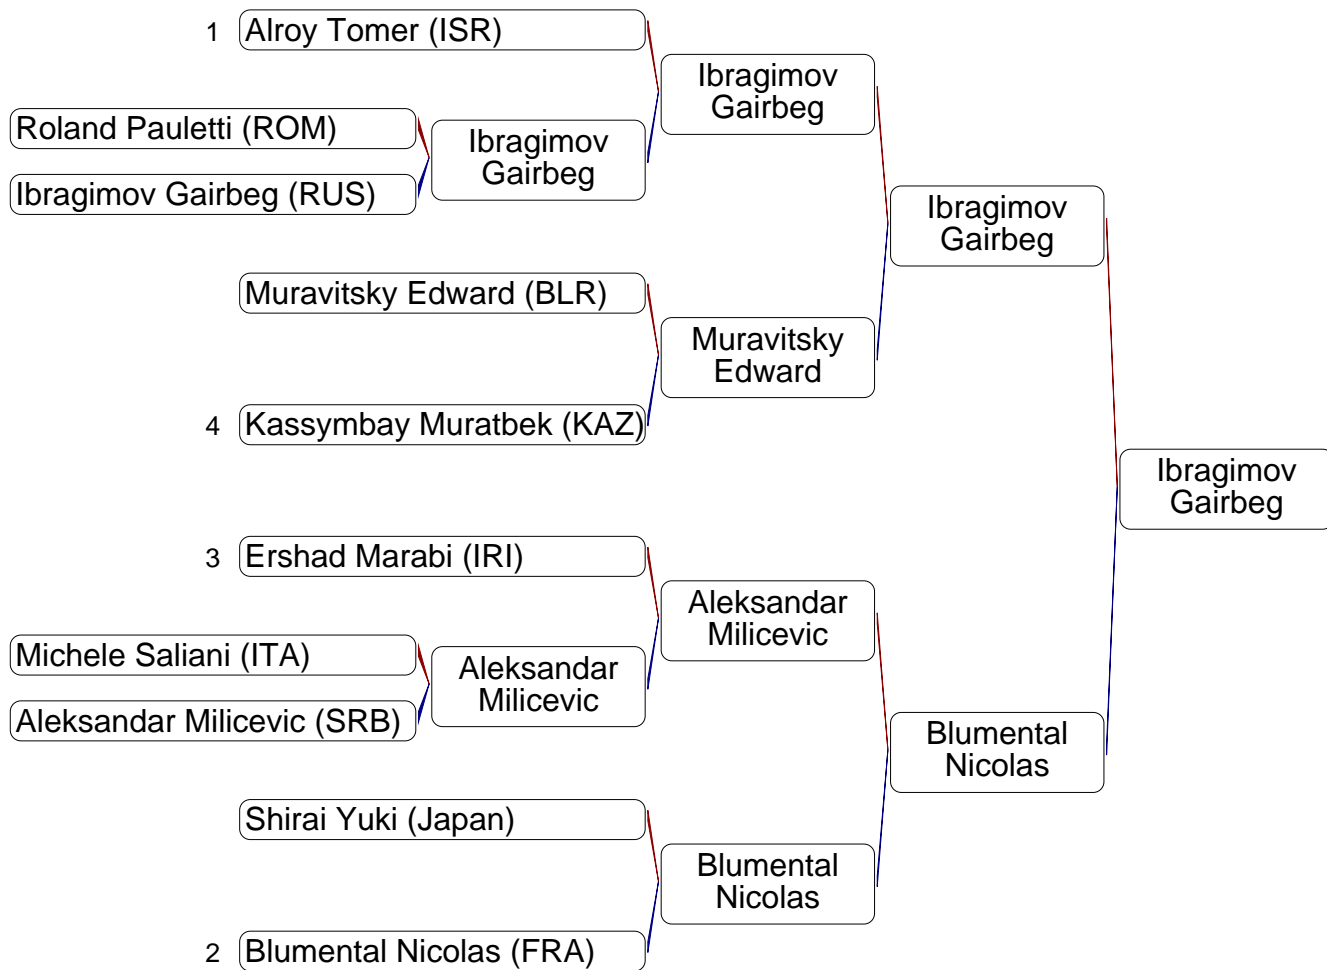 1 Alroy Tomer (ISR)
Ibragimov
Gairbeg
Roland Pauletti (ROM)
Ibragimov
Gairbeg
Ibragimov Gairbeg (RUS)
Ibragimov
Gairbeg
Muravitsky Edward (BLR)
Muravitsky
Edward
4 Kassymbay Muratbek (KAZ)
Ibragimov
Gairbeg
3 Ershad Marabi (IRI)
Aleksandar
Milicevic
Michele Saliani (ITA)
Aleksandar
Milicevic
Aleksandar Milicevic (SRB)
Blumental
Nicolas
Shirai Yuki (Japan)
Blumental
Nicolas
2 Blumental Nicolas (FRA)